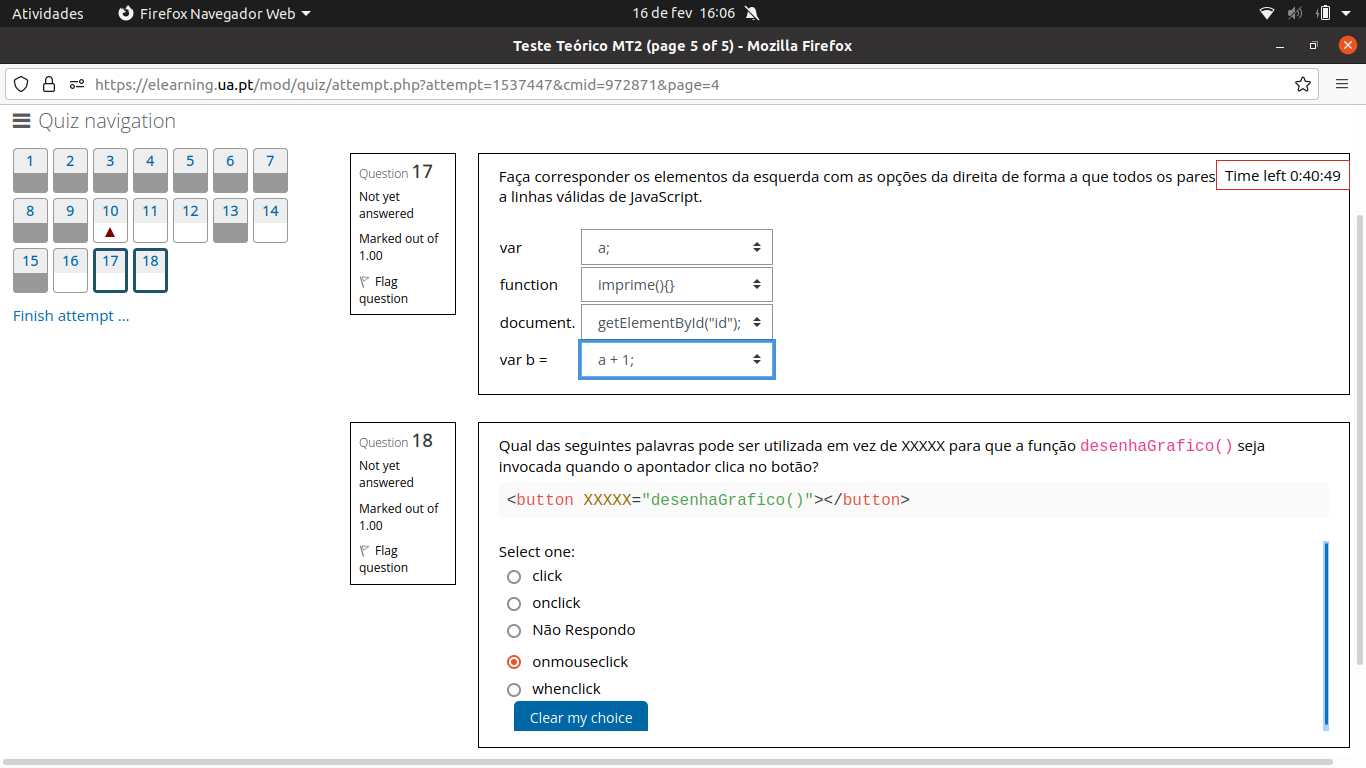 Atividades
Firefox Navegador Web
16 de fev 16:06
Teste Teórico MT2 (page 5 of 5) - Mozilla Firefox
https://elearning.ua.pt/mod/quiz/attempt.php?attempt=1537447&cmid=972871&page=4
Quiz navigation
1 2 3 4 5 6 7
8 9 10 11 12 13 14
15 16 17 18
Finish attempt ...
Question 17
Not yet
answered
Marked out of
1.00
Flag
question
Time left 0:40:49
Faça corresponder os elementos da esquerda com as opções da direita de forma a que todos os pares
a linhas válidas de JavaScript.
var a;
function imprime(){}
document. getElementById("id");
var b = a + 1;
Question 18
Not yet
answered
Marked out of
1.00
Flag
question
Qual das seguintes palavras pode ser utilizada em vez de XXXXX para que a função desenhaGrafico() seja
invocada quando o apontador clica no botão?
<button XXXXX="desenhaGrafico()"></button>
Select one:
click
onclick
Não Respondo
onmouseclick
whenclick
Clear my choice